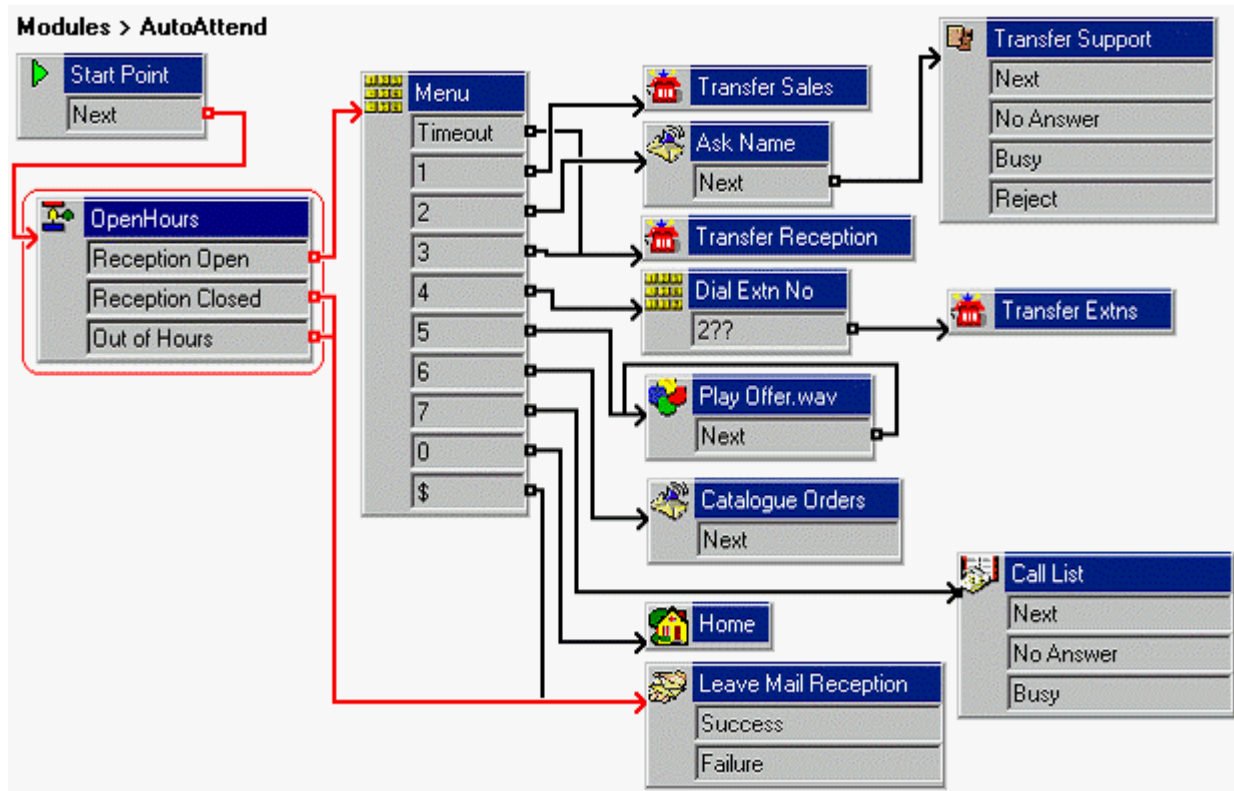 Modules > AutoAttend
Start Point
Next
OpenHours
Reception Open
Reception Closed
Out of Hours
Menu
Timeout
1
2
3
4
5
6
7
0
$
Transfer Sales
Ask Name
Next
Transfer Reception
Dial Extn No
2??
Play Offer.wav
Next
Catalogue Orders
Next
Home
Leave Mail Reception
Success
Failure
Transfer Support
Next
No Answer
Busy
Reject
Transfer Extns
Call List
Next
No Answer
Busy